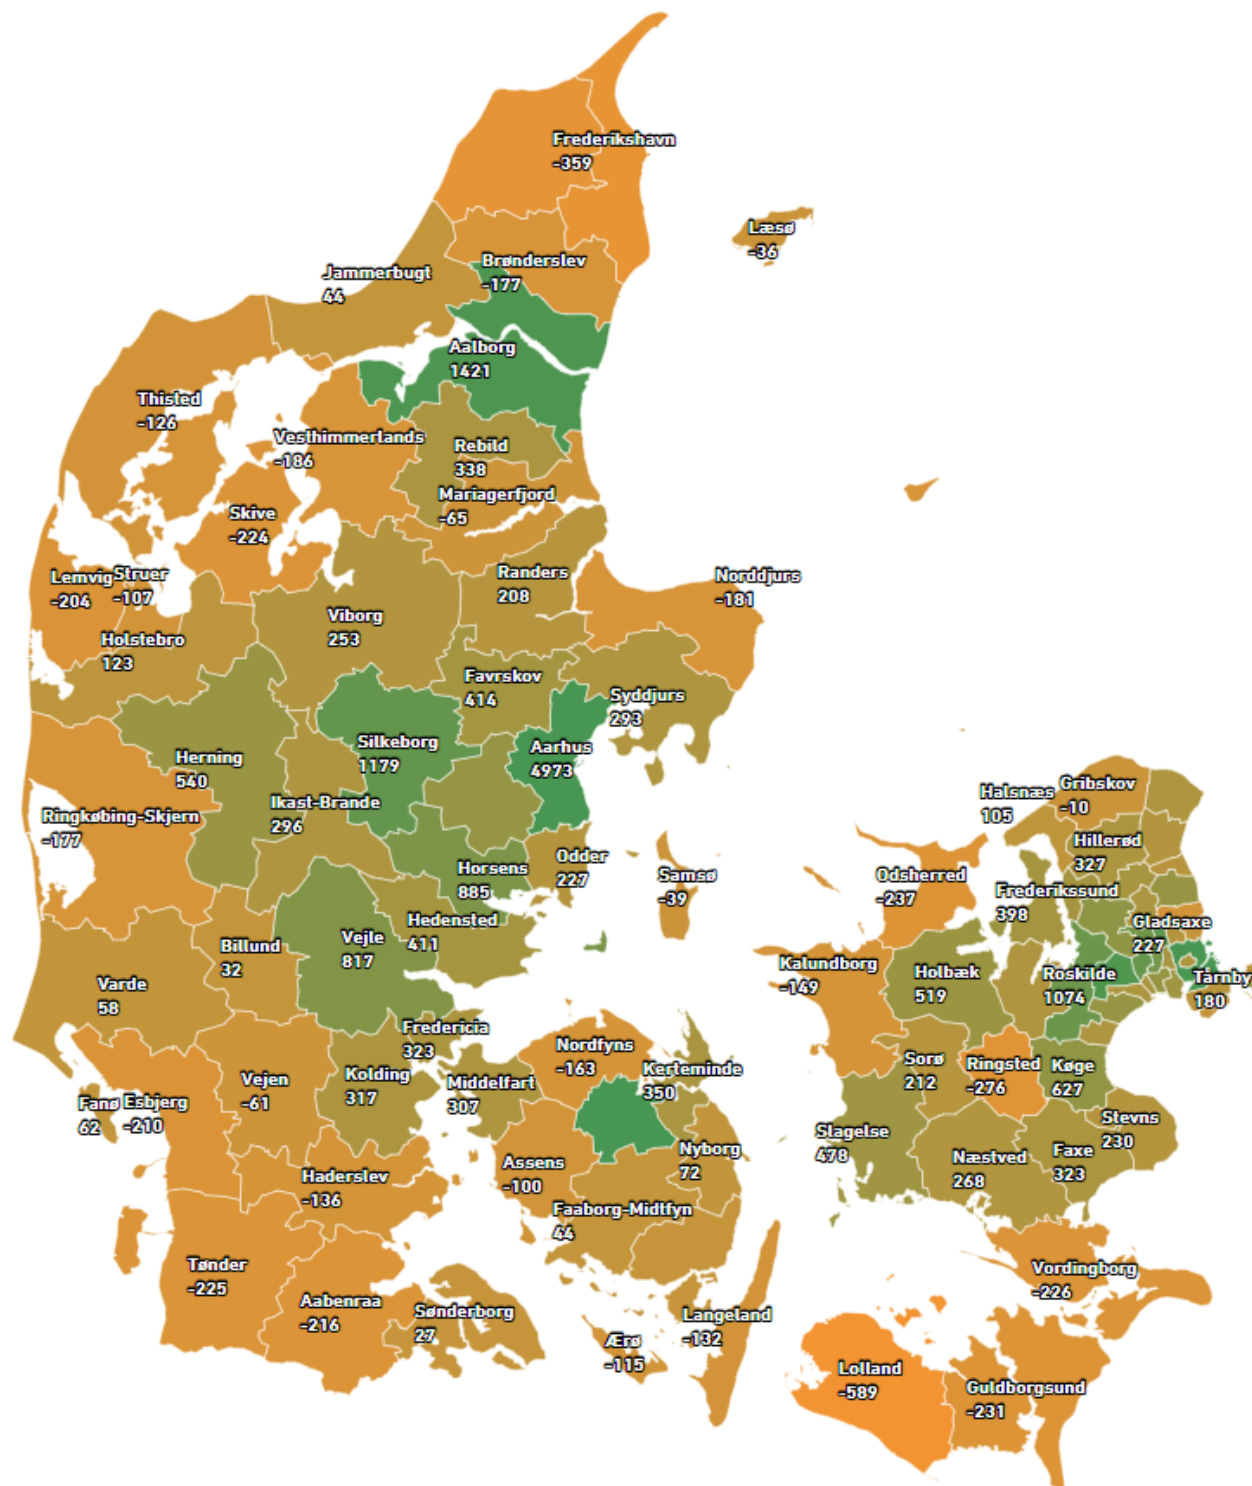 Frederikshavn
-359
Læsø
-36
Brønderslev
-177
Jammerbugt
44
Aalborg
1421
Thisted
-126
Vesthimmerlands
-186
Rebild
338
Mariagerfjord
-65
Skive
-224
Lemvig
-204
Struer
-107
Randers
208
Norddjurs
-181
Viborg
253
Holstebro
123
Favrskov
414
Syddjurs
293
Silkeborg
1179
Aarhus
4973
Herning
540
Ikast-Brande
296
Ringkøbing-Skjern
-177
Horsens
885
Odder
227
Samsø
-39
Hedensted
411
Vejle
817
Billund
32
Varde
58
Fredericia
323
Kolding
317
Vejen
-61
Fanø
62
Esbjerg
-210
Middelfart
307
Nordfyns
-163
Kerteminde
350
Nyborg
72
Assens
-100
Haderslev
-136
Faaborg-Midtfyn
44
Tønder
-225
Aabenraa
-216
Sønderborg
27
Ærø
-115
Langeland
-132
Gribskov
-10
Halsnæs
105
Hillerød
327
Odsherred
-237
Frederikssund
398
Gladsaxe
227
Kalundborg
-149
Holbæk
519
Roskilde
1074
Tårnby
180
Sorø
212
Ringsted
-276
Køge
627
Stevns
230
Slagelse
478
Næstved
268
Faxe
323
Vordingborg
-226
Lolland
-589
Guldborgsund
-231